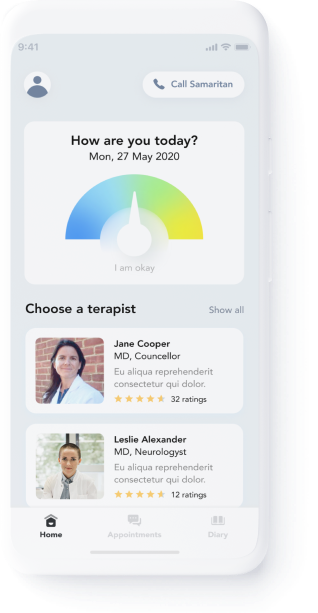 9:41
Call Samaritan
How are you today?
Mon, 27 May 2020
I am okay
Choose a terapist
Show all
Jane Cooper
MD, Councellor
Eu aliqua reprehenderit
consectetur qui dolor.
32 ratings
Leslie Alexander
MD, Neurologyst
Eu aliqua reprehenderit
consectetur qui dolor.
12 ratings
Home
Appointments
Diary